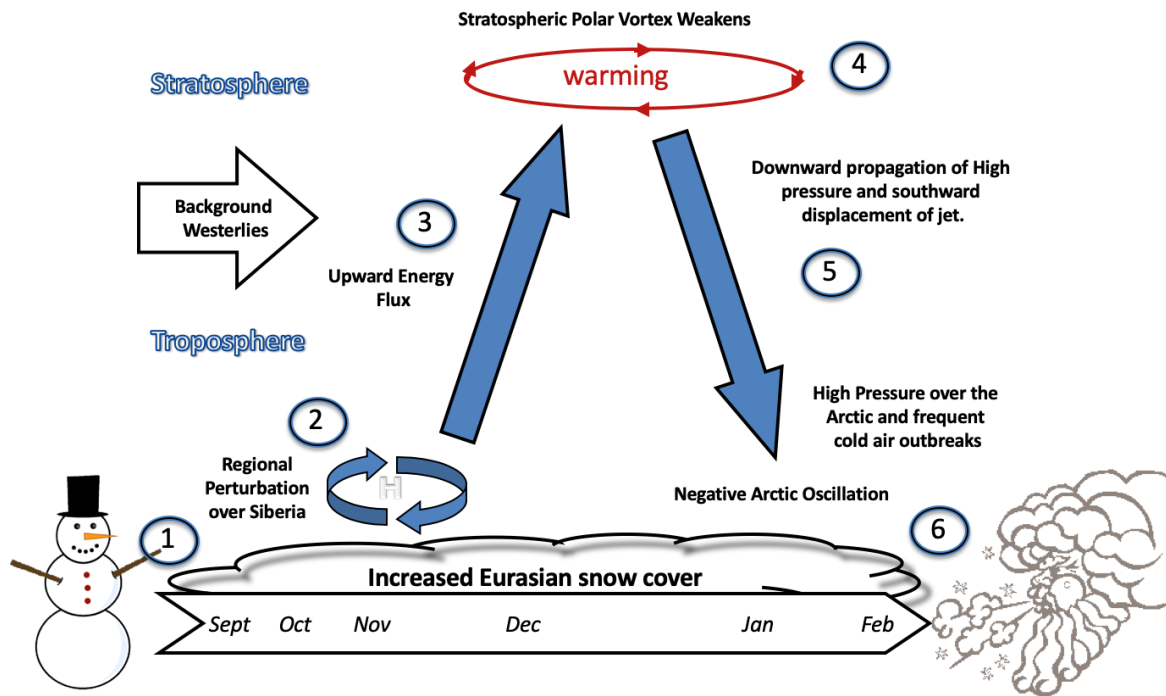 Stratospheric Polar Vortex Weakens
Stratosphere
warming
4
Background
Westerlies
3
Upward Energy
Flux
Downward propagation of High
pressure and southward
displacement of jet.
5
Troposphere
2
Regional
Perturbation
over Siberia
H
High Pressure over the
Arctic and frequent
cold air outbreaks
Negative Arctic Oscillation
1
6
Increased Eurasian snow cover
Sept Oct Nov Dec Jan Feb